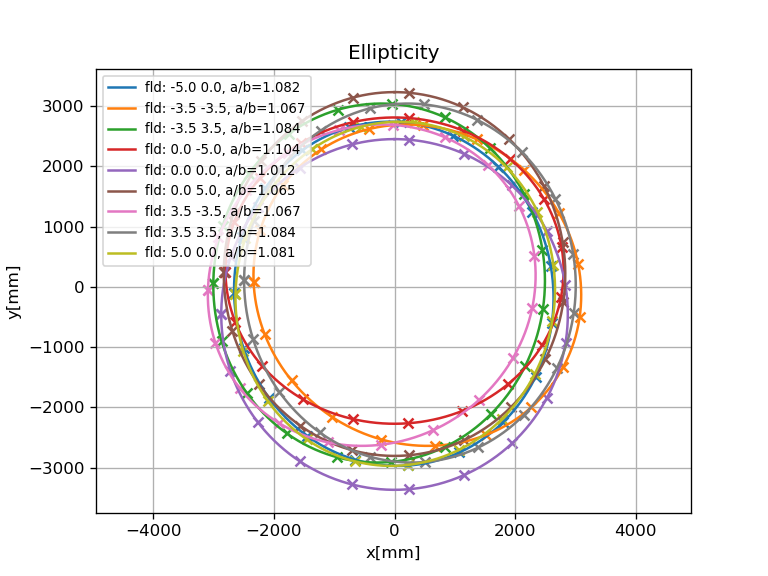 Ellipticity
fld: -5.0 0.0, a/b=1.082
fld: -3.5 -3.5, a/b=1.067
fld: -3.5 3.5, a/b=1.084
fld: 0.0 -5.0, a/b=1.104
fld: 0.0 0.0, a/b=1.012
fld: 0.0 5.0, a/b=1.065
fld: 3.5 -3.5, a/b=1.067
fld: 3.5 3.5, a/b=1.084
fld: 5.0 0.0, a/b=1.081
3000
2000
1000
0
−1000
−2000
−3000
y[mm]
−4000 −2000 0 2000 4000
x[mm]